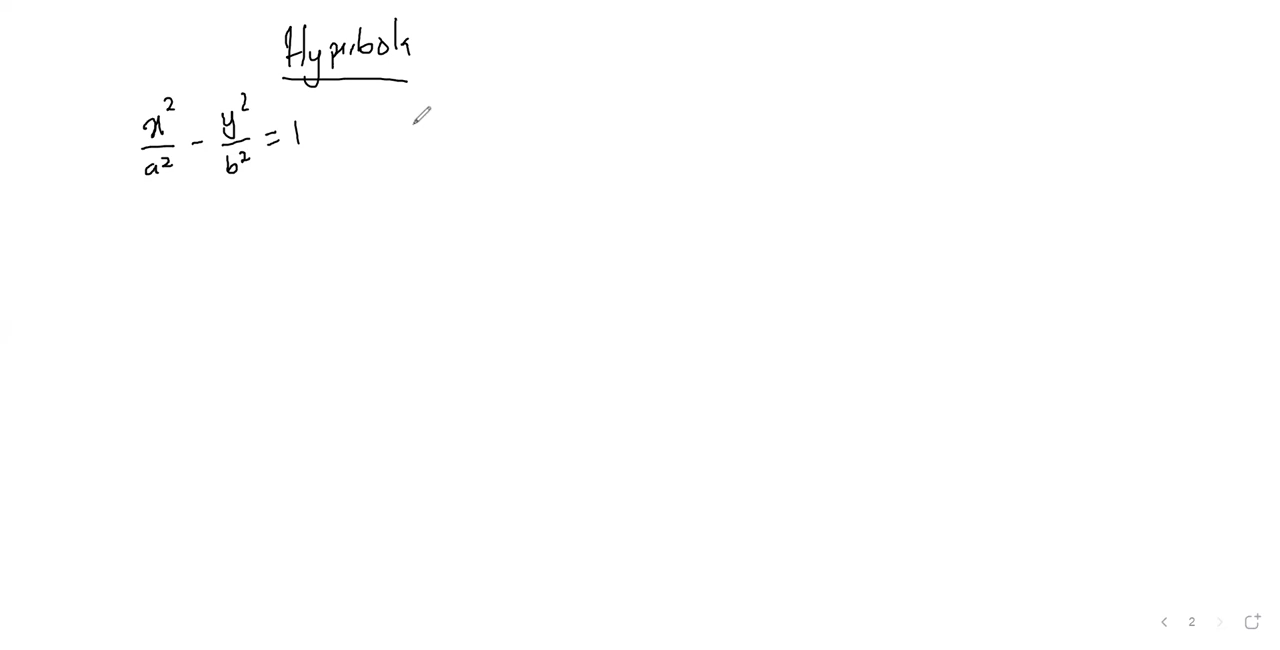 Hyperbola
x²/a² - y²/b² = 1
2